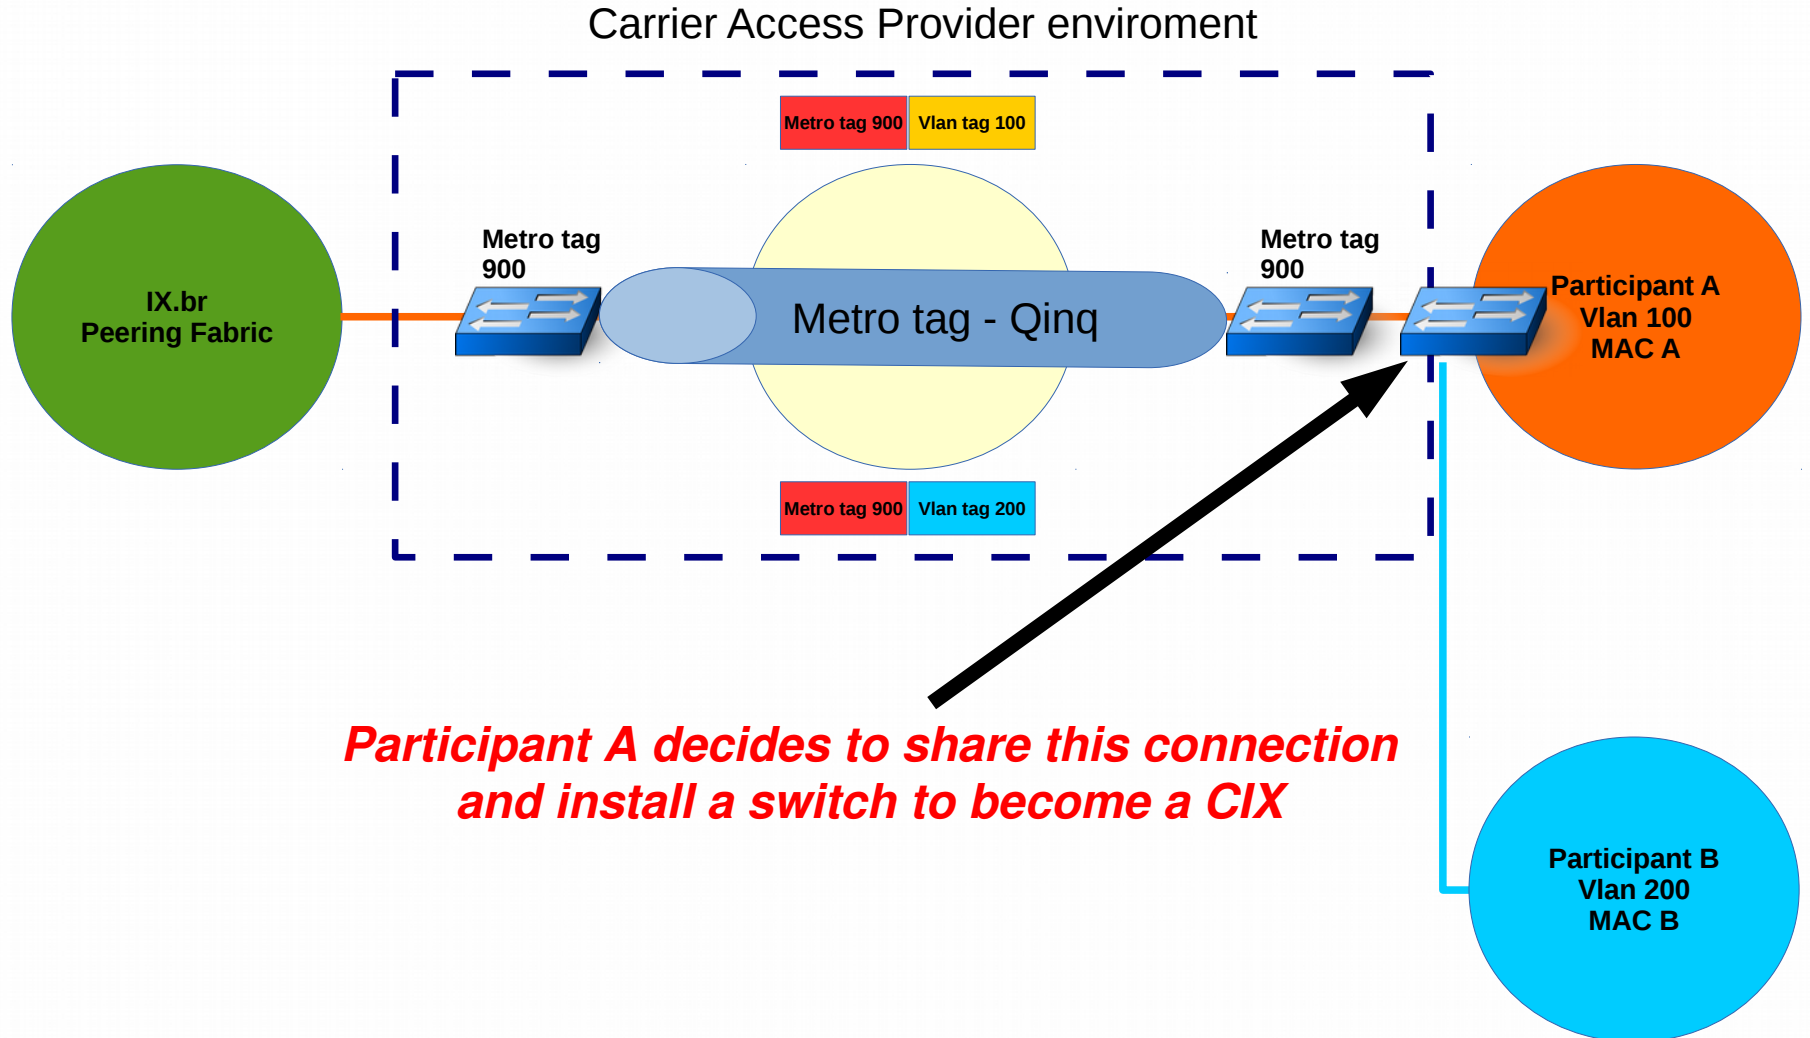 Carrier Access Provider enviroment
Metro tag 900 Vlan tag 100
Metro tag
900
Metro tag
900
IX.br
Peering Fabric
Metro tag - Qinq
Participant A
Vlan 100
MAC A
Metro tag 900 Vlan tag 200
Participant A decides to share this connection
and install a switch to become a CIX
Participant B
Vlan 200
MAC B